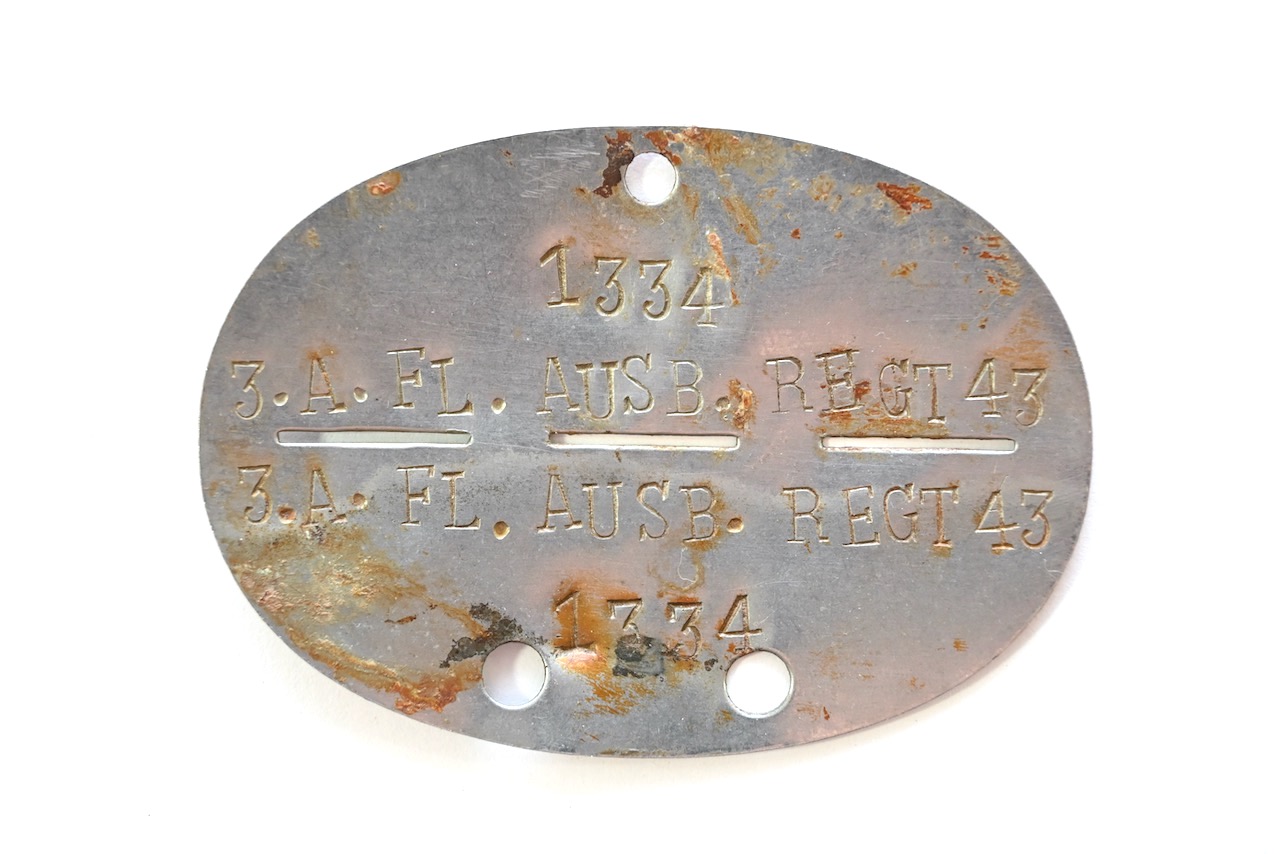 1334
3.A. FL. AUSB. REGT 43
3.A. FL. AUSB. REGT 43
1334